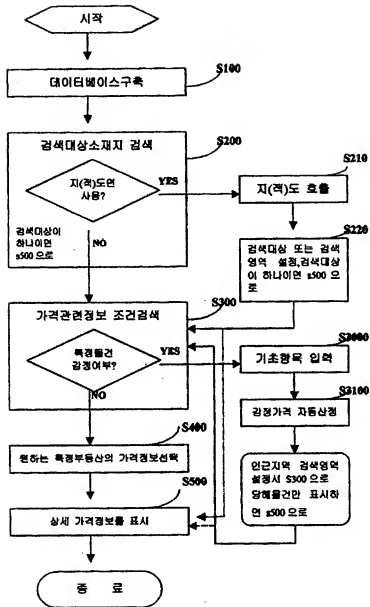 시작
S100
데이터베이스구축
S200
검색대상소재지 검색
S210
지(적)도면
사용?
YES
지(적)도 호출
S220
검색대상이
하나이면
s500 으로
NO
검색대상 또는 검색
영역 설정,검색대상
이 하나이면 s500 으
로
S300
가격관련정보 조건검색
S3000
특정물건
감정여부?
YES
기초항목 입력
NO
S3100
감정가격 자동산정
S400
원하는 특정부동산의 가격정보선택
인근지역 검색영역
설정시 S300 으로
당해물건만 표시하
면 s500 으로
S500
상세 가격정보를 표시
종 료